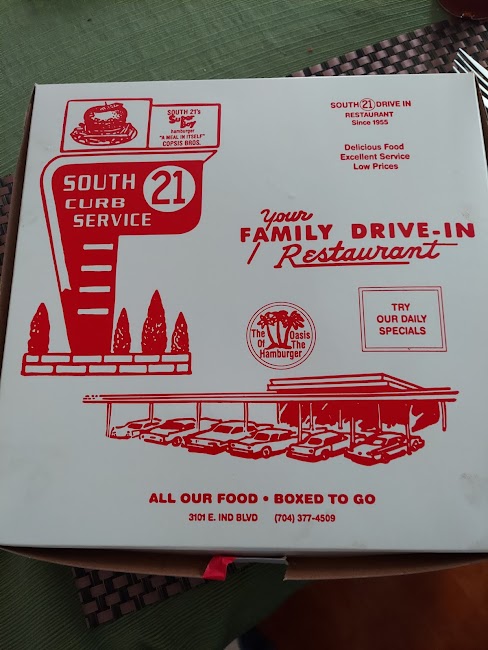 SOUTH 21's
Super Boy
hamburger
"A MEAL IN ITSELF"
COPSIS BROS.
SOUTH 21
CURB
SERVICE
SOUTH 21 DRIVE IN
RESTAURANT
Since 1955
Delicious Food
Excellent Service
Low Prices
Your
FAMILY DRIVE-IN
Restaurant
The Oasis
Of The
Hamburger
TRY
OUR DAILY
SPECIALS
ALL OUR FOOD • BOXED TO GO
3101 E. IND BLVD (704) 377-4509